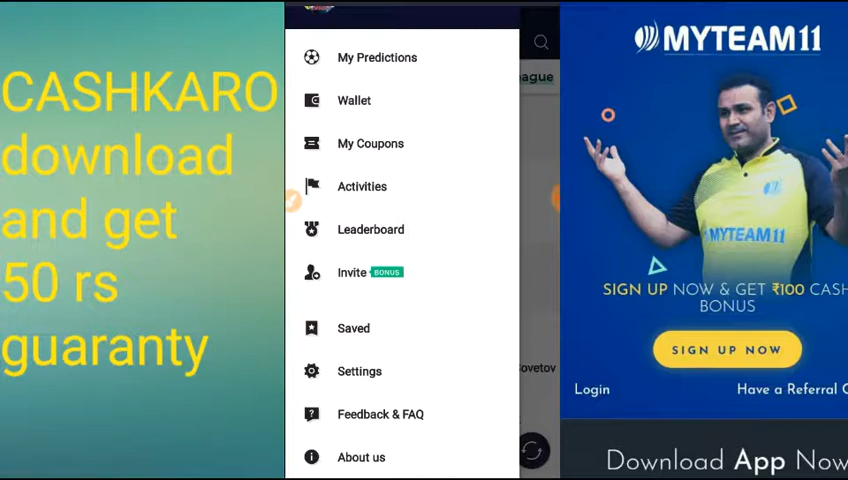 CASHKARO
download
and get
50 rs
guaranty
My Predictions
Wallet
My Coupons
Activities
Leaderboard
Invite BONUS
Saved
Settings
Feedback & FAQ
About us
ague
Sovetov
MYTEAM11
MYTEAM11
SIGN UP NOW & GET ₹100 CASH
BONUS
SIGN UP NOW
Login
Have a Referral C
Download App Now